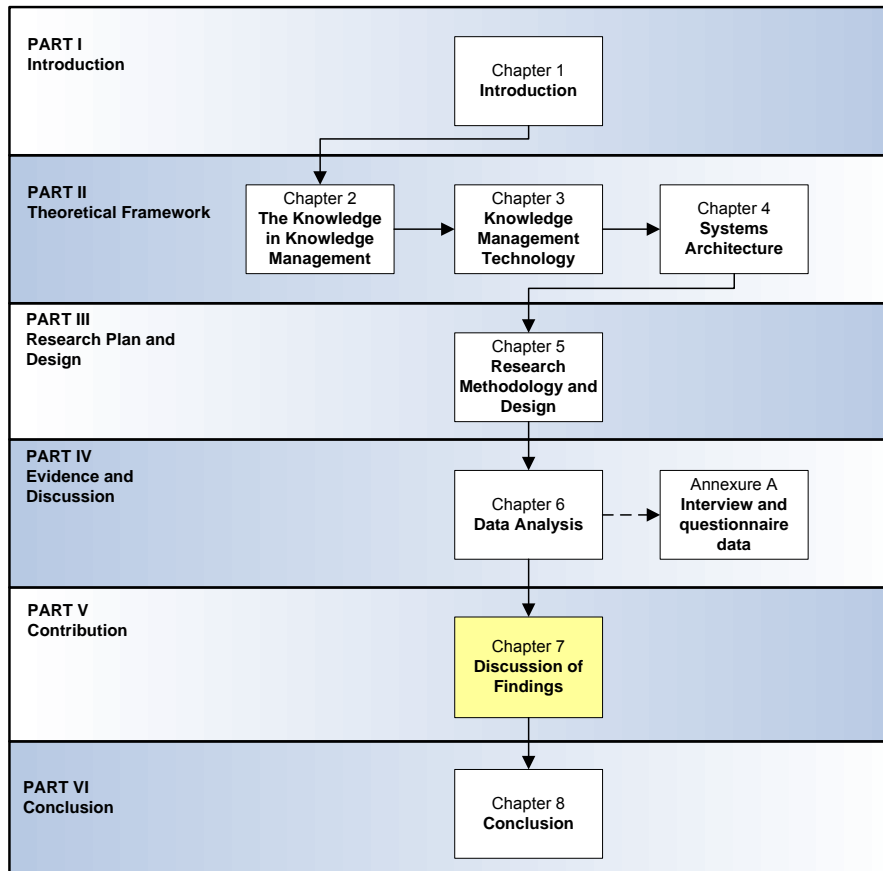 PART I
Introduction
Chapter 1
Introduction
PART II
Theoretical Framework
Chapter 2
The Knowledge
in Knowledge
Management
Chapter 3
Knowledge
Management
Technology
Chapter 4
Systems
Architecture
PART III
Research Plan and
Design
Chapter 5
Research
Methodology and
Design
PART IV
Evidence and
Discussion
Chapter 6
Data Analysis
Annexure A
Interview and
questionnaire
data
PART V
Contribution
Chapter 7
Discussion of
Findings
PART VI
Conclusion
Chapter 8
Conclusion